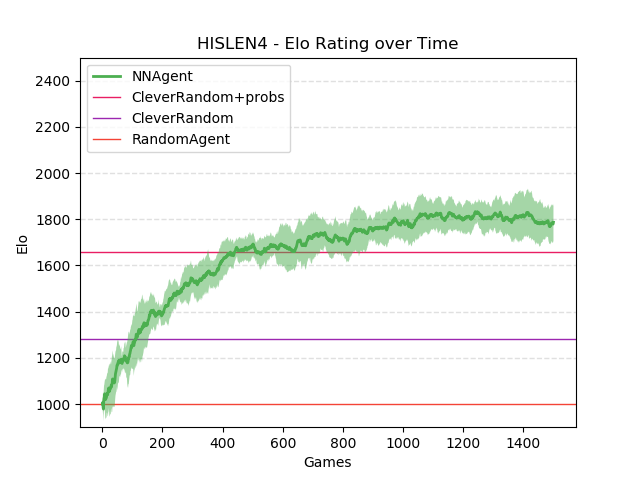 HISLEN4 - Elo Rating over Time
NNAgent
CleverRandom+probs
CleverRandom
RandomAgent
Elo
2400
2200
2000
1800
1600
1400
1200
1000
0 200 400 600 800 1000 1200 1400
Games